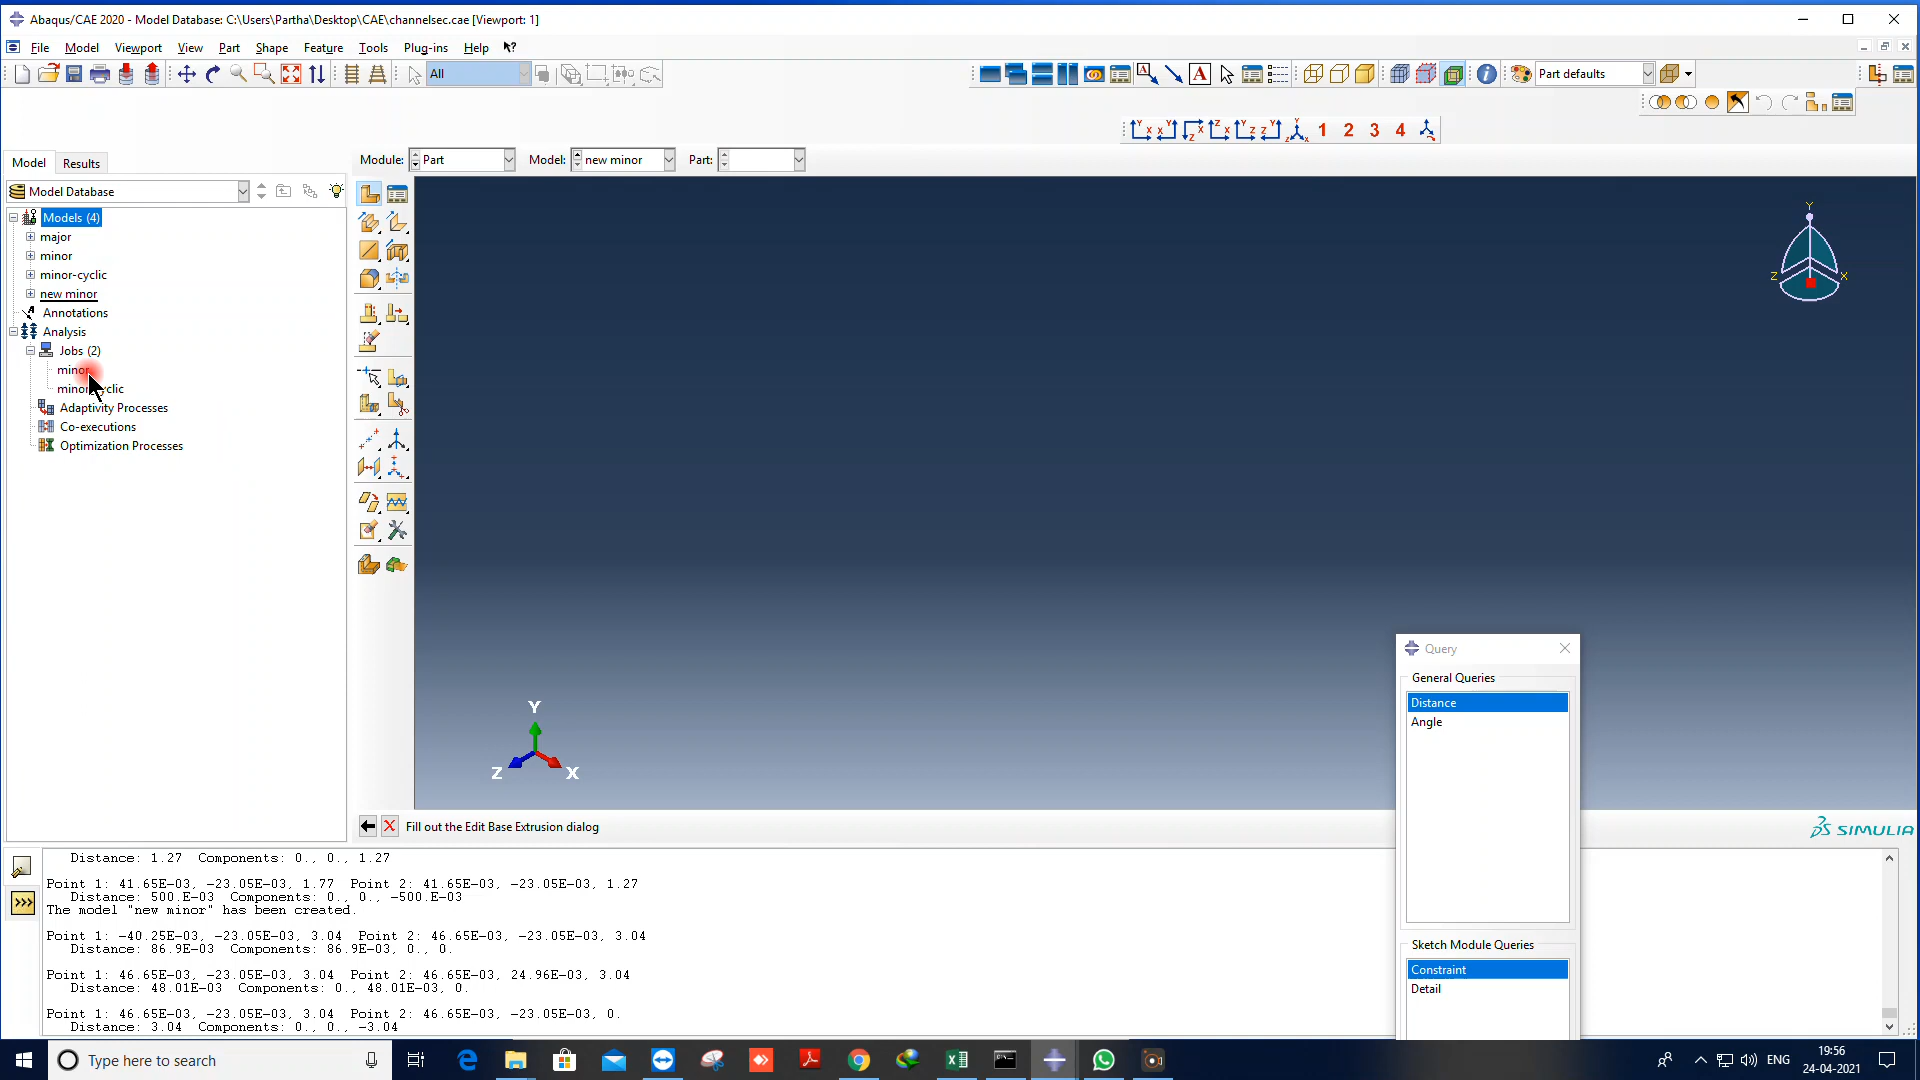 Abaqus/CAE 2020 - Model Database: C:\Users\Partha\Desktop\CAE\channelsec.cae [Viewport: 1]
File Model Viewport View Part Shape Feature Tools Plug-ins Help
All
Part defaults
1 2 3 4
Model Results
Module: Part Model: new minor Part:
Model Database
Models (4)
major
minor
minor-cyclic
new minor
Annotations
Analysis
Jobs (2)
minor
Adaptivity Processes
Co-executions
Optimization Processes
Y
Z
X
Y
Z
X
Query
General Queries
Distance
Angle
Sketch Module Queries
Constraint
Detail
Fill out the Edit Base Extrusion dialog
SIMULIA
Distance: 1.27 Components: 0., 0., 1.27
Point 1: 41.65E-03, -23.05E-03, 1.77 Point 2: 41.65E-03, -23.05E-03, 1.27
Distance: 500.E-03 Components: 0., 0., -500.E-03
The model "new minor" has been created.
Point 1: -40.25E-03, -23.05E-03, 3.04 Point 2: 46.65E-03, -23.05E-03, 3.04
Distance: 86.9E-03 Components: 86.9E-03, 0., 0.
Point 1: 46.65E-03, -23.05E-03, 3.04 Point 2: 46.65E-03, 24.96E-03, 3.04
Distance: 48.01E-03 Components: 0., 48.01E-03, 0.
Point 1: 46.65E-03, -23.05E-03, 3.04 Point 2: 46.65E-03, -23.05E-03, 0.
Distance: 3.04 Components: 0., 0., -3.04
Type here to search
ENG
19:56
24-04-2021